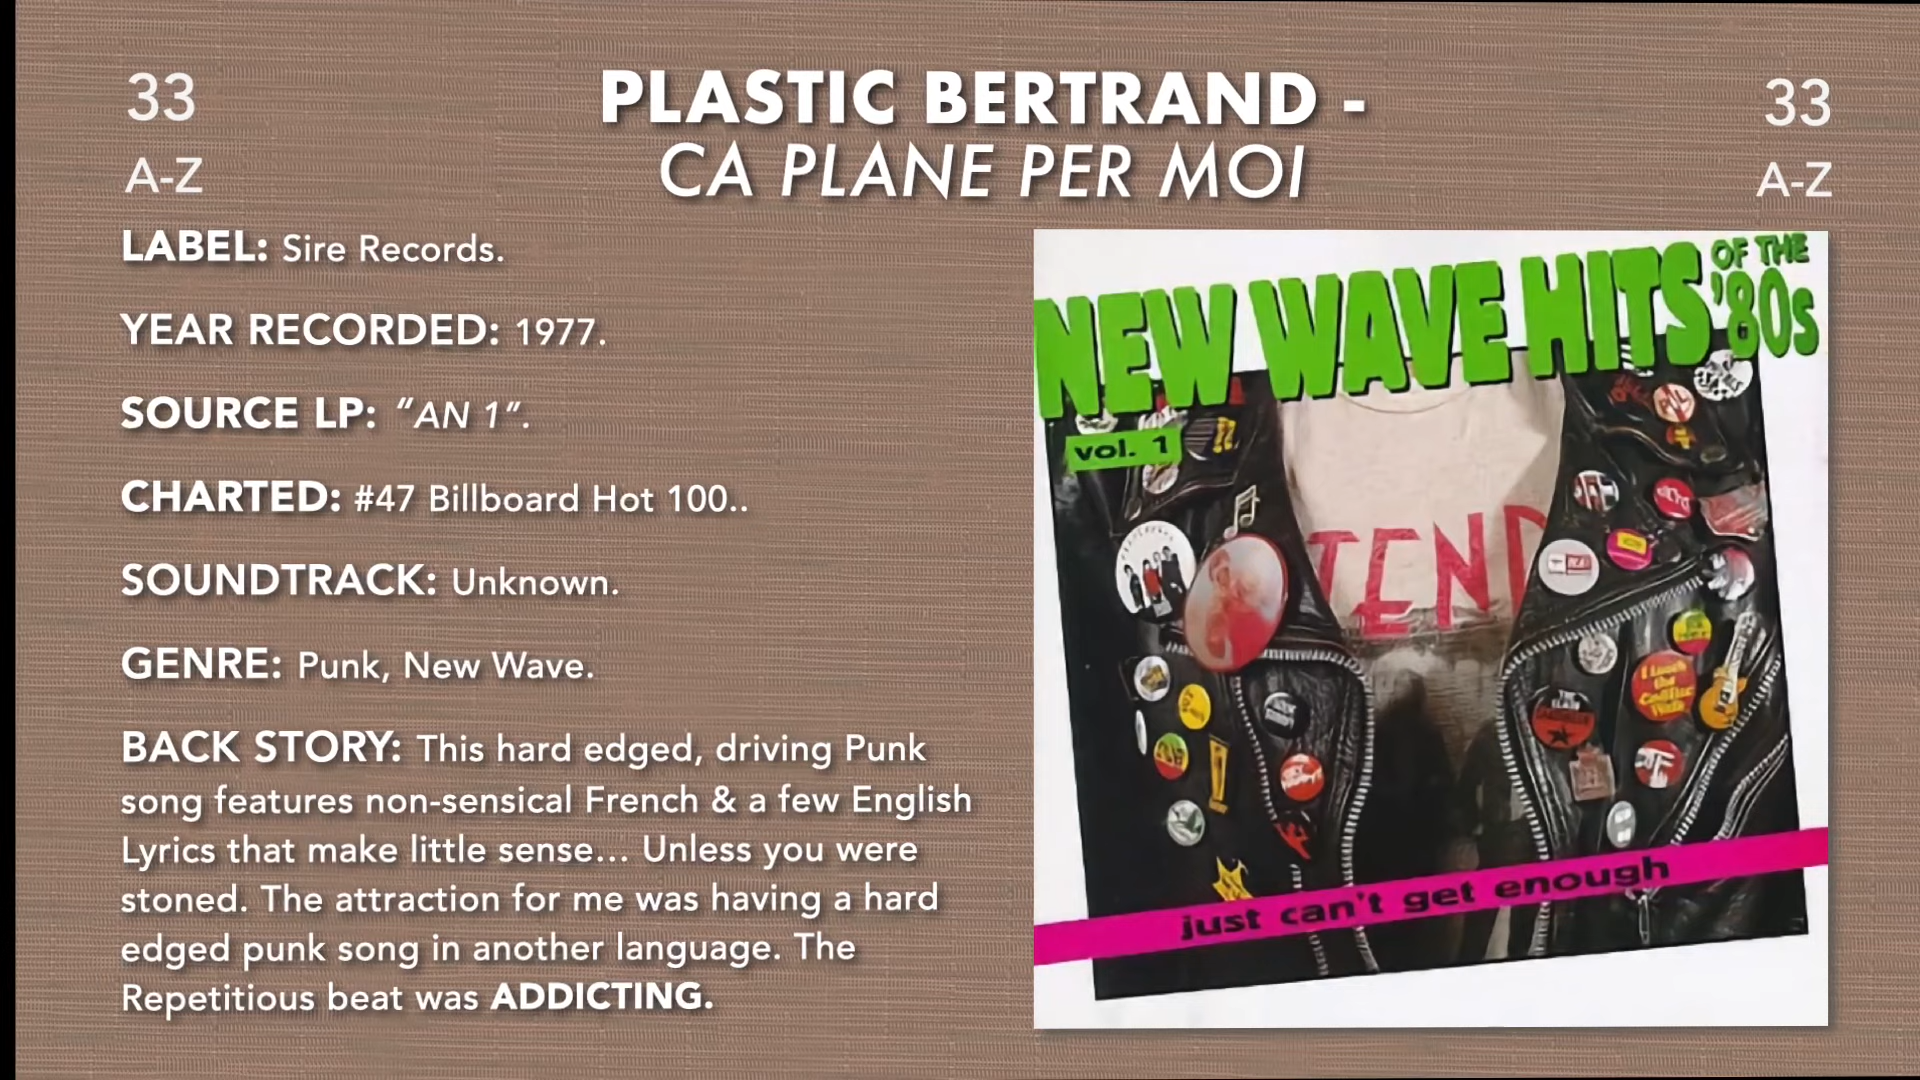 33
A-Z
PLASTIC BERTRAND -
CA PLANE PER MOI
33
A-Z
LABEL: Sire Records.
YEAR RECORDED: 1977.
SOURCE LP: “AN 1”.
CHARTED: #47 Billboard Hot 100..
SOUNDTRACK: Unknown.
GENRE: Punk, New Wave.
BACK STORY: This hard edged, driving Punk
song features non-sensical French & a few English
Lyrics that make little sense... Unless you were
stoned. The attraction for me was having a hard
edged punk song in another language. The
Repetitious beat was ADDICTING.
NEW WAVE HITS OF THE '80s
vol. 1
TEND
just can't get enough